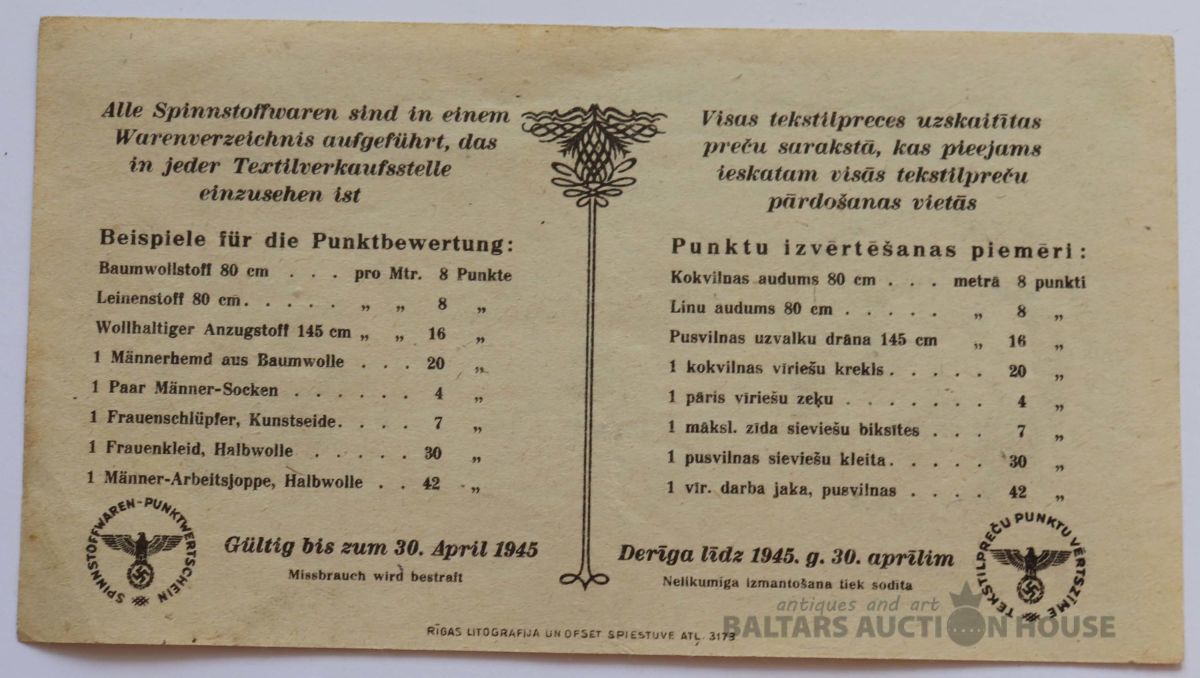 Alle Spinnstoffwaren sind in einem
Warenverzeichnis aufgeführt, das
in jeder Textilverkaufsstelle
einzusehen ist
Beispiele für die Punktbewertung:
Baumwollstoff 80 cm . . . pro Mtr. 8 Punkte
Leinenstoff 80 cm . . . . . „ „ 8 „
Wollhaltiger Anzugstoff 145 cm „ „ 16 „
1 Männerhemd aus Baumwolle . . . 20 „
1 Paar Männer-Socken . . . . . . 4 „
1 Frauenschlüpfer, Kunstseide. . . . 7 „
1 Frauenkleid, Halbwolle . . . . . 30 „
1 Männer-Arbeitsjoppe, Halbwolle . . 42 „
SPINNSTOFFWAREN-PUNKTWERTSCHEIN
Gültig bis zum 30. April 1945
Missbrauch wird bestraft
Visas tekstilpreces uzskaitītas
preču sarakstā, kas pieejams
ieskatam visās tekstilpreču
pārdošanas vietās
Punktu izvērtēšanas piemēri:
Kokvilnas audums 80 cm . . . metrā 8 punkti
Linu audums 80 cm . . . . . „ 8 „
Pusvilnas uzvalku drāna 145 cm „ 16 „
1 kokvilnas vīriešu krekls . . . . . 20 „
1 pāris vīriešu zeķu . . . . . . . 4 „
1 māksl. zīda sieviešu biksītes . . . 7 „
1 pusvilnas sieviešu kleita . . . . . 30 „
1 vīr. darba jaka, pusvilnas . . . . 42 „
Derīga līdz 1945. g. 30. aprīlim
Nelikumīga izmantošana tiek sodīta
TEKSTILPREČU PUNKTU VĒRTSZĪME
RĪGAS LITOGRAFIJA UN OFSET SPIESTUVE ATL. 3173
antiques and art
BALTARS AUCTION HOUSE